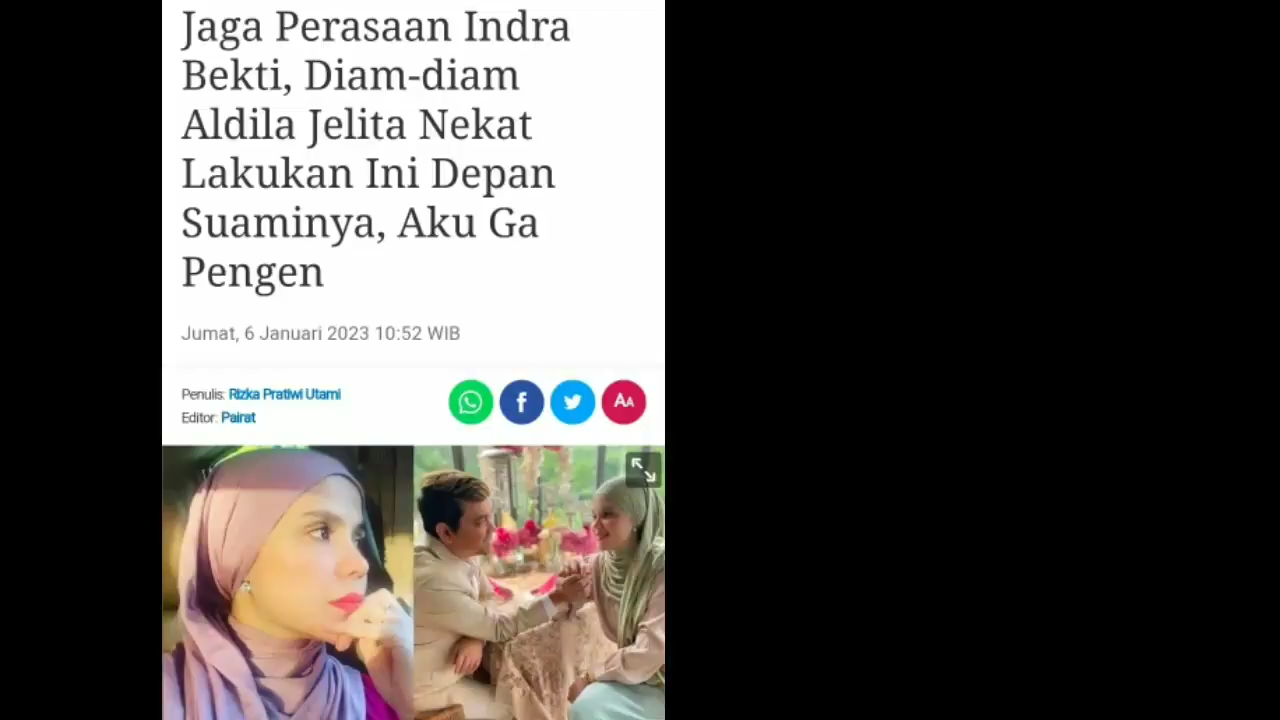 Jaga Perasaan Indra
Bekti, Diam-diam
Aldila Jelita Nekat
Lakukan Ini Depan
Suaminya, Aku Ga
Pengen
Jumat, 6 Januari 2023 10:52 WIB
Penulis: Rizka Pratiwi Utami
Editor: Pairat
AA